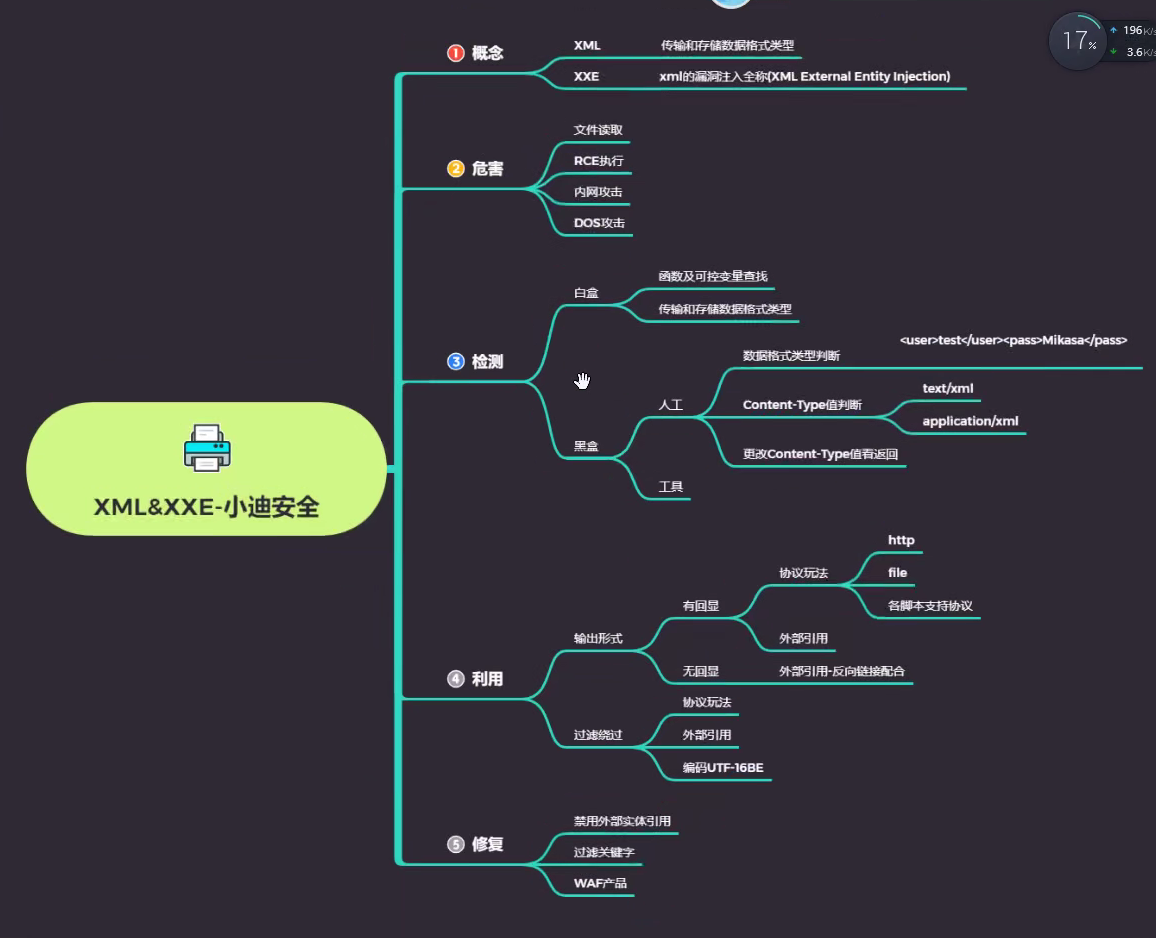 17%
196K/s
3.6K/s
XML&XXE-小迪安全
1 概念
XML 传输和存储数据格式类型
XXE xml的漏洞注入全称(XML External Entity Injection)
2 危害
文件读取
RCE执行
内网攻击
DOS攻击
3 检测
白盒
函数及可控变量查找
传输和存储数据格式类型
黑盒
人工
数据格式类型判断
<user>test</user><pass>Mikasa</pass>
Content-Type值判断
text/xml
application/xml
更改Content-Type值看返回
工具
4 利用
输出形式
有回显
协议玩法
http
file
各脚本支持协议
外部引用
无回显
外部引用-反向链接配合
过滤绕过
协议玩法
外部引用
编码UTF-16BE
5 修复
禁用外部实体引用
过滤关键字
WAF产品